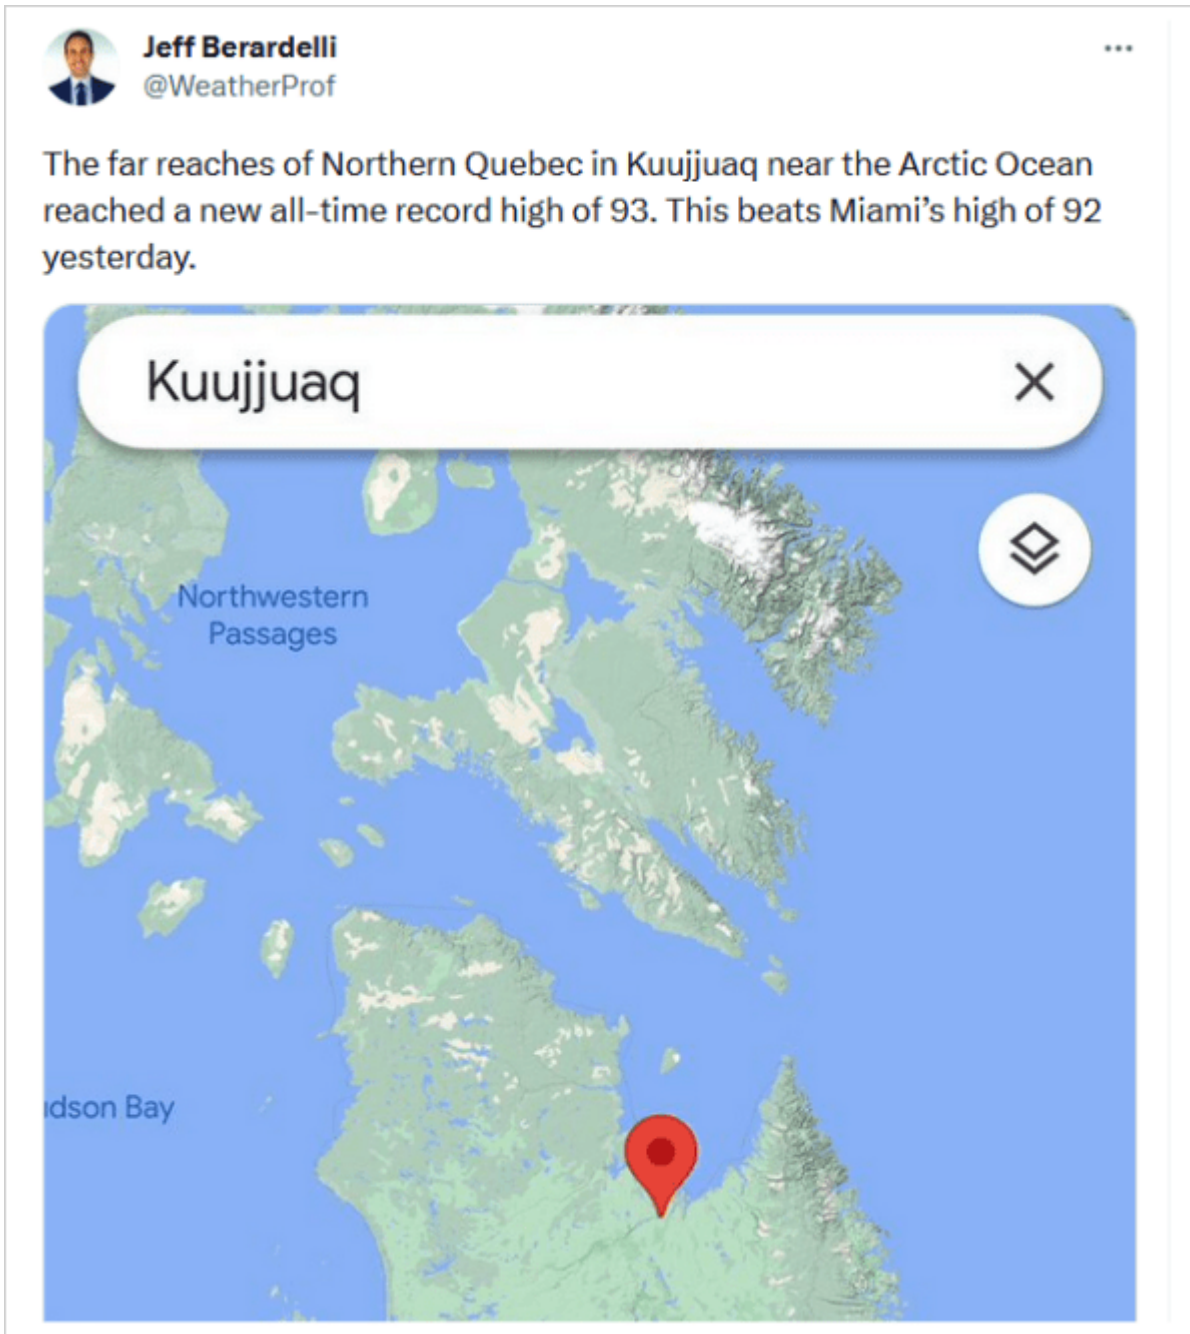 Jeff Berardelli
@WeatherProf
The far reaches of Northern Quebec in Kuujjuaq near the Arctic Ocean
reached a new all-time record high of 93. This beats Miami’s high of 92
yesterday.
Kuujjuaq
Northwestern
Passages
udson Bay